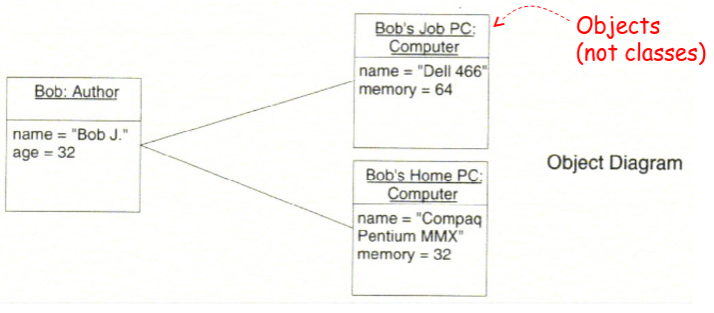 Bob's Job PC:
Computer
name = "Dell 466"
memory = 64
Objects
(not classes)
Bob: Author
name = "Bob J."
age = 32
Object Diagram
Bob's Home PC:
Computer
name = "Compaq
Pentium MMX"
memory = 32